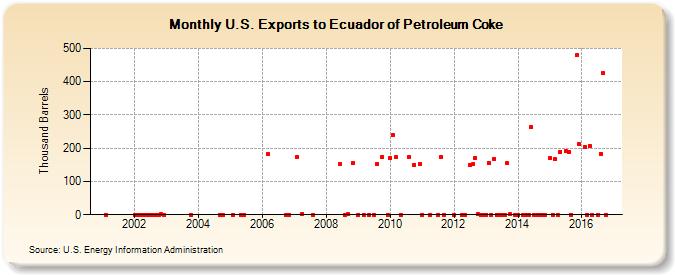 Monthly U.S. Exports to Ecuador of Petroleum Coke
Thousand Barrels
500
400
300
200
100
0
2002 2004 2006 2008 2010 2012 2014 2016
Source: U.S. Energy Information Administration